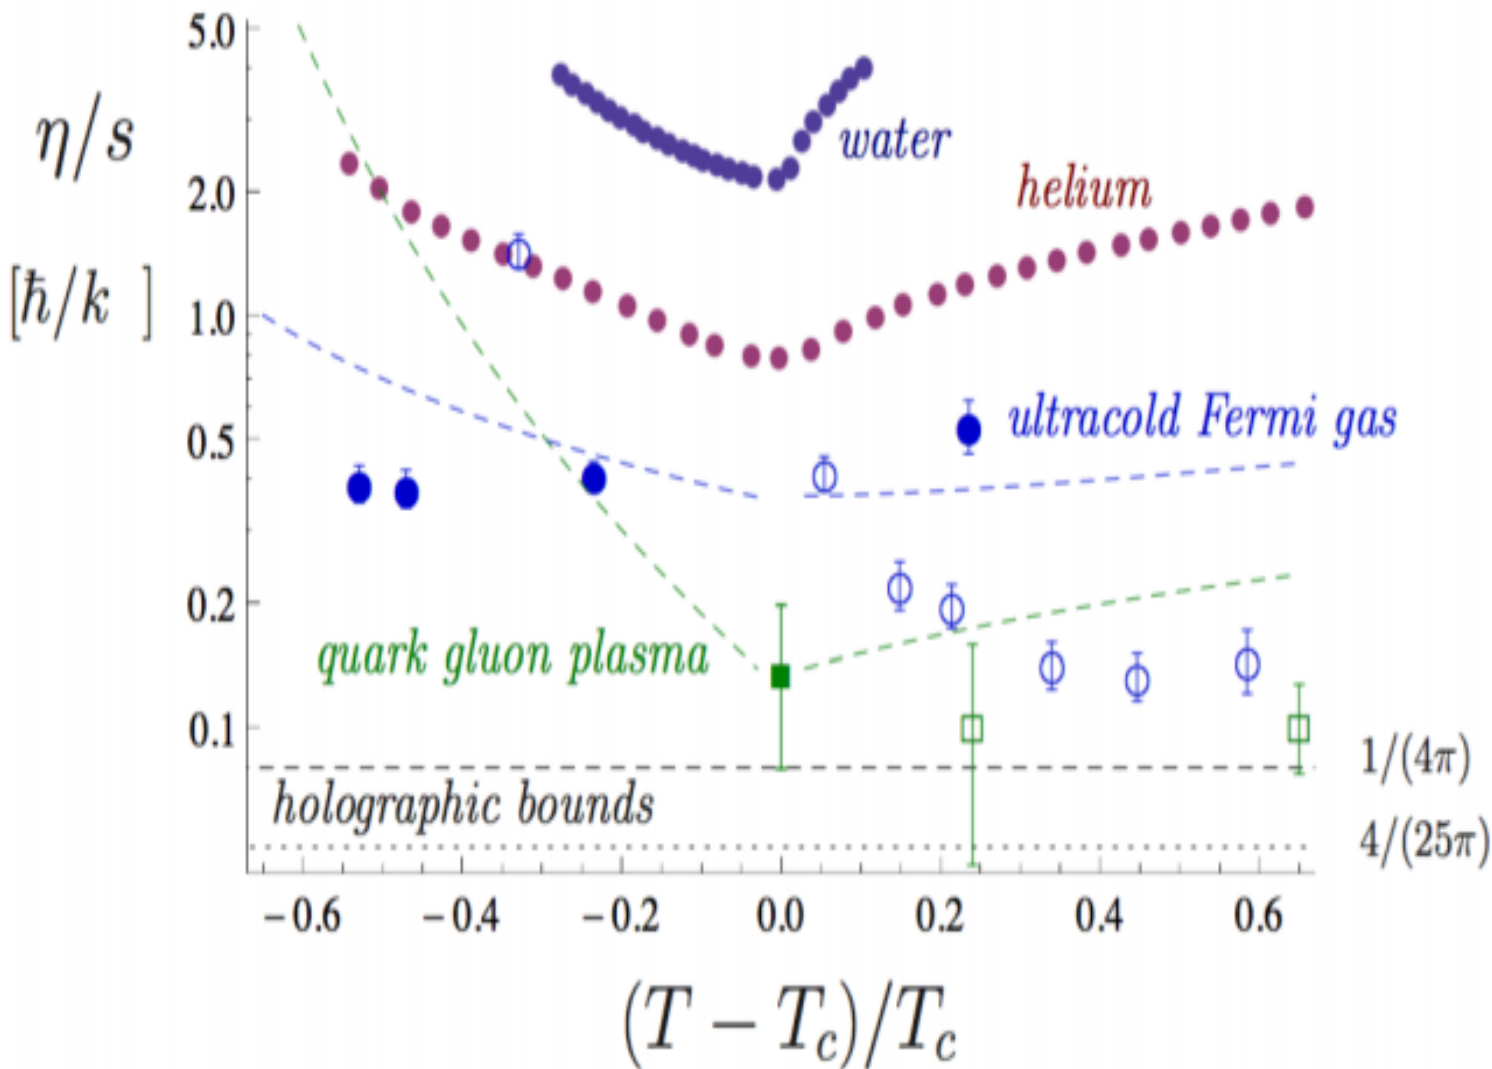 5.0
η/s
water
helium
2.0
[ħ/k ]
1.0
ultracold Fermi gas
0.5
0.2
quark gluon plasma
0.1
1/(4π)
holographic bounds
4/(25π)
−0.6 −0.4 −0.2 0.0 0.2 0.4 0.6
(T − Tc)/Tc